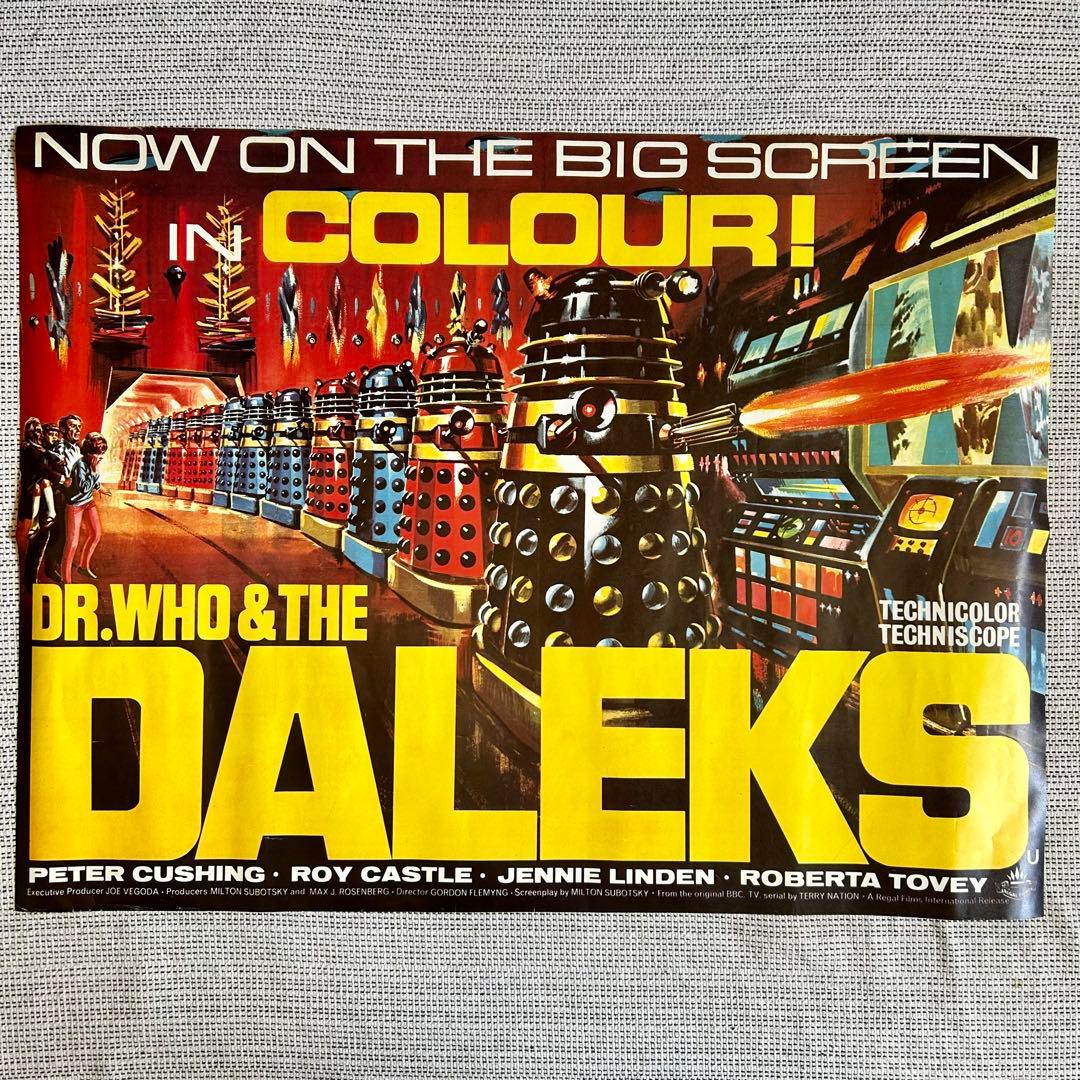 NOW ON THE BIG SCREEN
IN COLOUR!
DR. WHO & THE
TECHNICOLOR
TECHNISCOPE
DALEKS
U
PETER CUSHING · ROY CASTLE · JENNIE LINDEN · ROBERTA TOVEY
Executive Producer JOE VEGODA · Producers MILTON SUBOTSKY and MAX J. ROSENBERG · Director GORDON FLEMYNG · Screenplay by MILTON SUBOTSKY · From the original BBC. T.V. serial by TERRY NATION · A Regal Films International Release